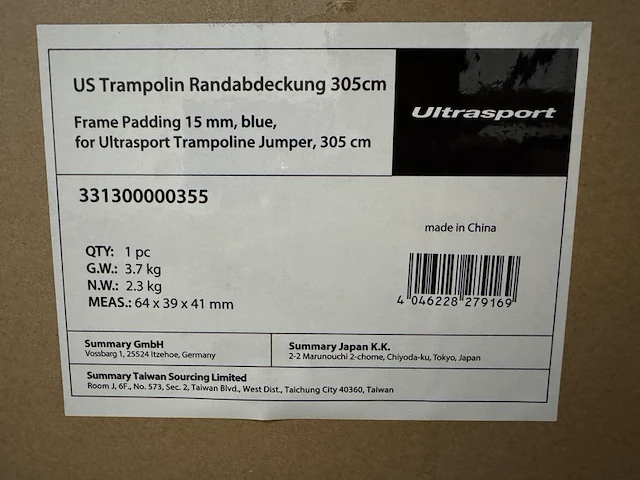 US Trampolin Randabdeckung 305cm
Ultrasport
Frame Padding 15 mm, blue,
for Ultrasport Trampoline Jumper, 305 cm
331300000355
made in China
QTY: 1 pc
G.W.: 3.7 kg
N.W.: 2.3 kg
MEAS.: 64 x 39 x 41 mm
4 046228 279169
Summary GmbH
Vossbarg 1, 25524 Itzehoe, Germany
Summary Japan K.K.
2-2 Marunouchi 2-chome, Chiyoda-ku, Tokyo, Japan
Summary Taiwan Sourcing Limited
Room J, 6F., No. 573, Sec. 2, Taiwan Blvd., West Dist., Taichung City 40360, Taiwan